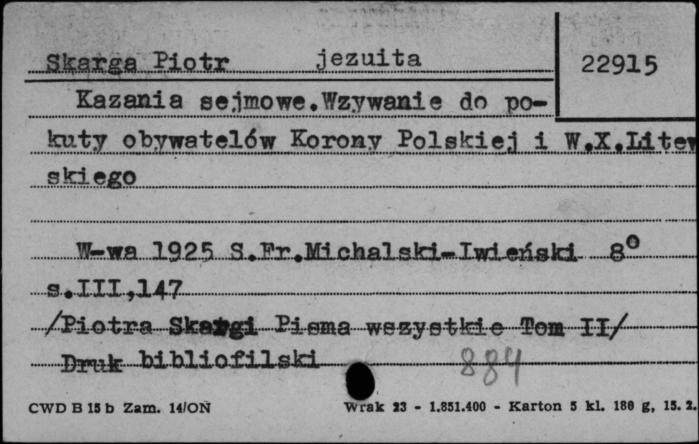 Skarga Piotr jezuita 22915
Kazania sejmowe.Wzywanie do po-
kuty obywatelów Korony Polskiej i W.X.Litew
skiego
W-wa 1925 S.Fr.Michalski-Iwieński 8°
s.III,147
/Piotra Skargi Pisma wszystkie Tom II/
Druk bibliofilski
884
CWD B 15 b Zam. 14/ON Wrak 23 - 1.851.400 - Karton 5 kl. 180 g, 15. 2.